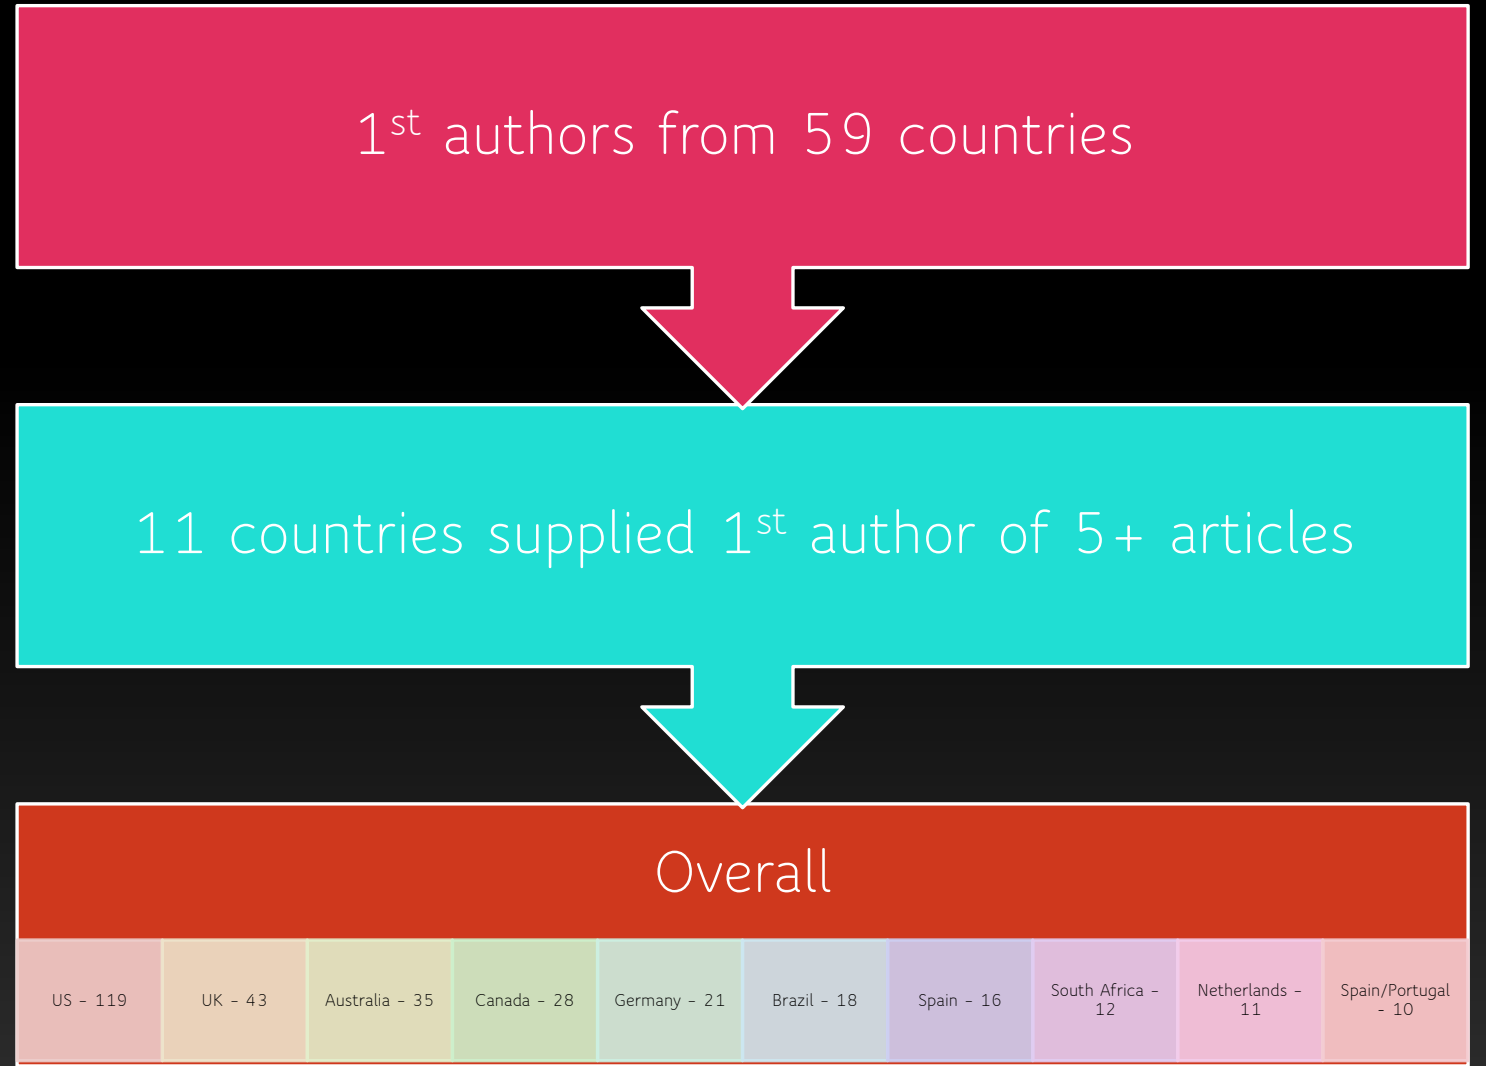 1st authors from 59 countries
11 countries supplied 1st author of 5+ articles
Overall
US - 119
UK - 43
Australia - 35
Canada - 28
Germany - 21
Brazil - 18
Spain - 16
South Africa -
12
Netherlands -
11
Spain/Portugal
- 10